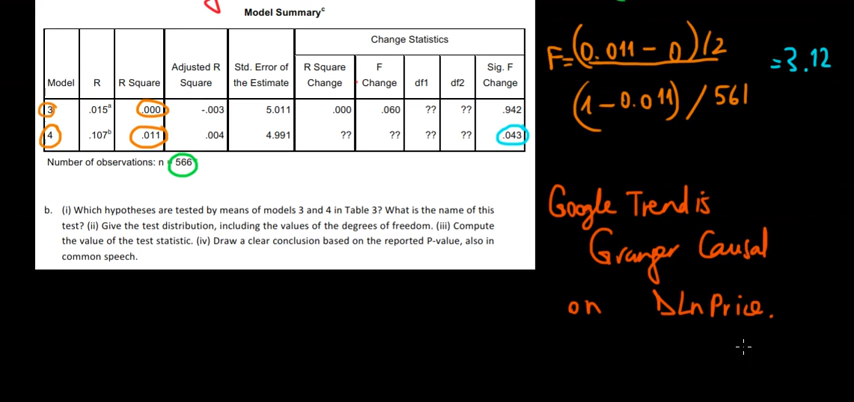 Model Summaryᶜ
Change Statistics
Model R R Square Adjusted R Square Std. Error of the Estimate R Square Change F Change df1 df2 Sig. F Change
3 .015ᵃ .000 -.003 5.011 .000 .060 ?? ?? .942
4 .107ᵇ .011 .004 4.991 ?? ?? ?? ?? .043
Number of observations: n = 566
b. (i) Which hypotheses are tested by means of models 3 and 4 in Table 3? What is the name of this
test? (ii) Give the test distribution, including the values of the degrees of freedom. (iii) Compute
the value of the test statistic. (iv) Draw a clear conclusion based on the reported P-value, also in
common speech.
F = (0.011 - 0) / 2 = 3.12
(1 - 0.011) / 561
Google Trend is
Granger Causal
on ΔLn Price.